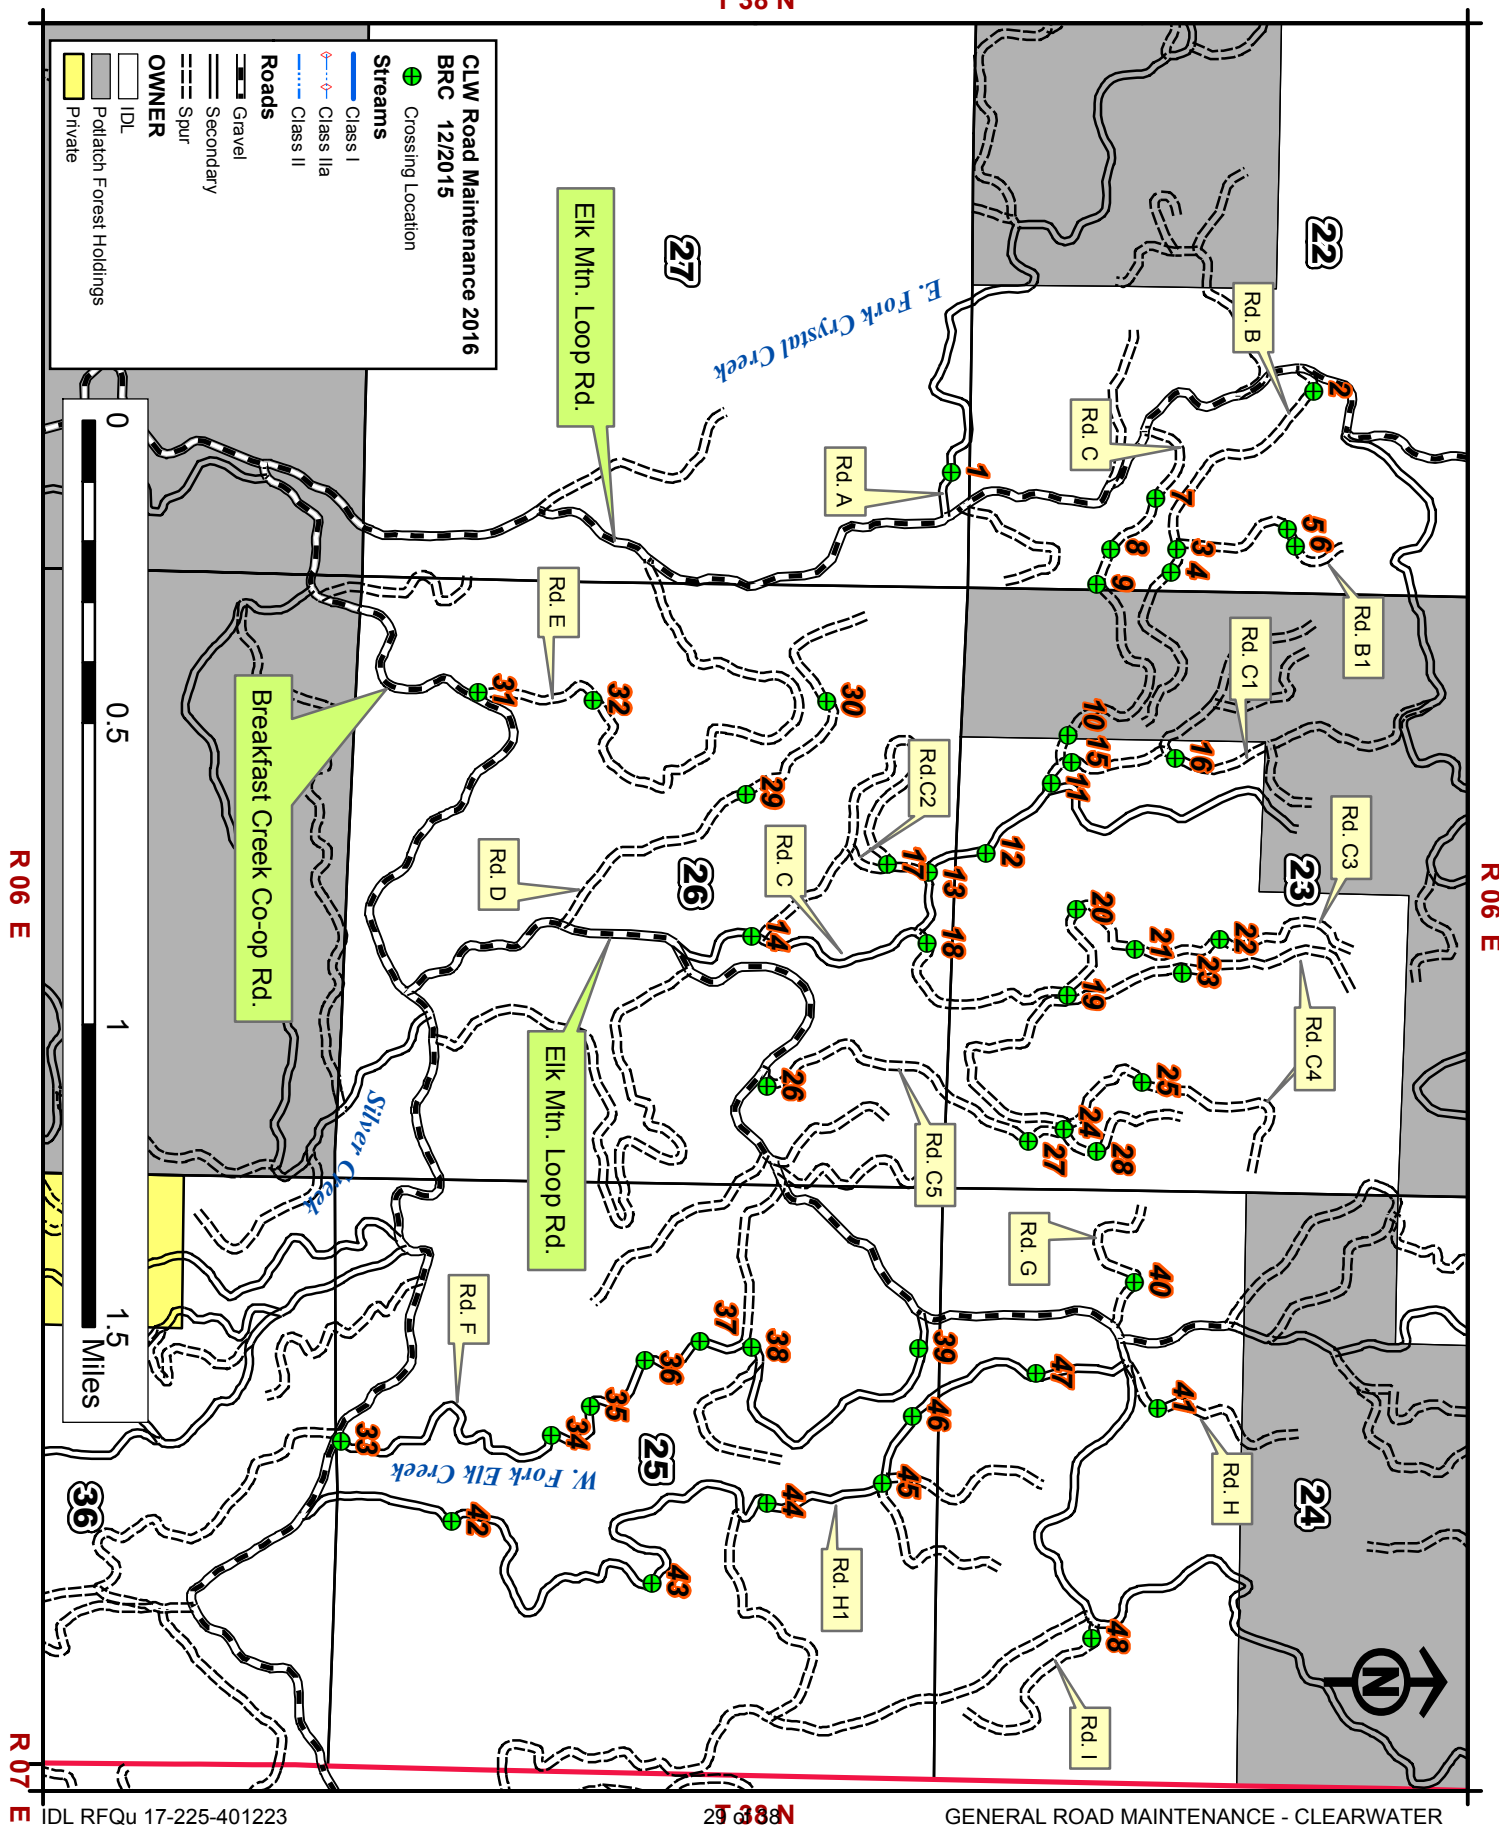 T 38 N
CLW Road Maintenance 2016
BRC 12/2015
Crossing Location
Streams
Class I
Class IIa
Class II
Roads
Gravel
Secondary
Spur
OWNER
IDL
Potlatch Forest Holdings
Private
22
27
Elk Mtn. Loop Rd.
E. Fork Crystal Creek
Rd. B
Rd. C
Rd. A
2
1
7
5
6
3
4
8
9
Rd. B1
Rd. C1
Rd. E
31
32
30
29
10
15
16
11
12
Rd.C2
Rd. C
Rd. D
17
13
14
18
26
23
Rd. C3
20
21
22
23
19
Rd. C4
Breakfast Creek Co-op Rd.
Elk Mtn. Loop Rd.
26
25
24
28
27
Rd. C5
Silver Creek
Rd. G
40
Rd. F
37
38
36
35
34
33
39
47
46
41
Rd. H
24
25
W. Fork Elk Creek
45
44
42
43
Rd. H1
48
Rd. I
36
N
0
0.5
1
1.5
Miles
R 06 E
R 06 E
R 07 E
T 38 N
IDL RFQu 17-225-401223
29 of 38
GENERAL ROAD MAINTENANCE - CLEARWATER